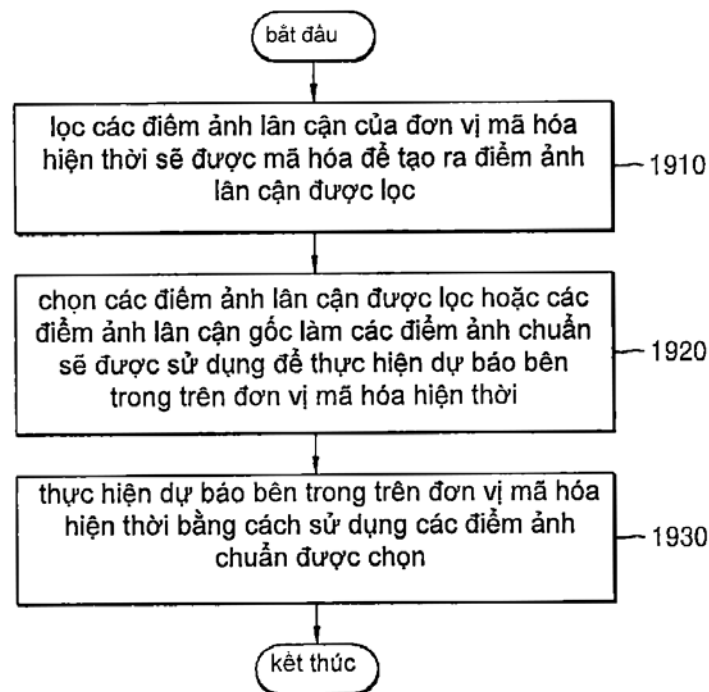 bắt đầu
lọc các điểm ảnh lân cận của đơn vị mã hóa
hiện thời sẽ được mã hóa để tạo ra điểm ảnh
lân cận được lọc
1910
chọn các điểm ảnh lân cận được lọc hoặc các
điểm ảnh lân cận gốc làm các điểm ảnh chuẩn
sẽ được sử dụng để thực hiện dự báo bên
trong trên đơn vị mã hóa hiện thời
1920
thực hiện dự báo bên trong trên đơn vị mã hóa
hiện thời bằng cách sử dụng các điểm ảnh
chuẩn được chọn
1930
kết thúc